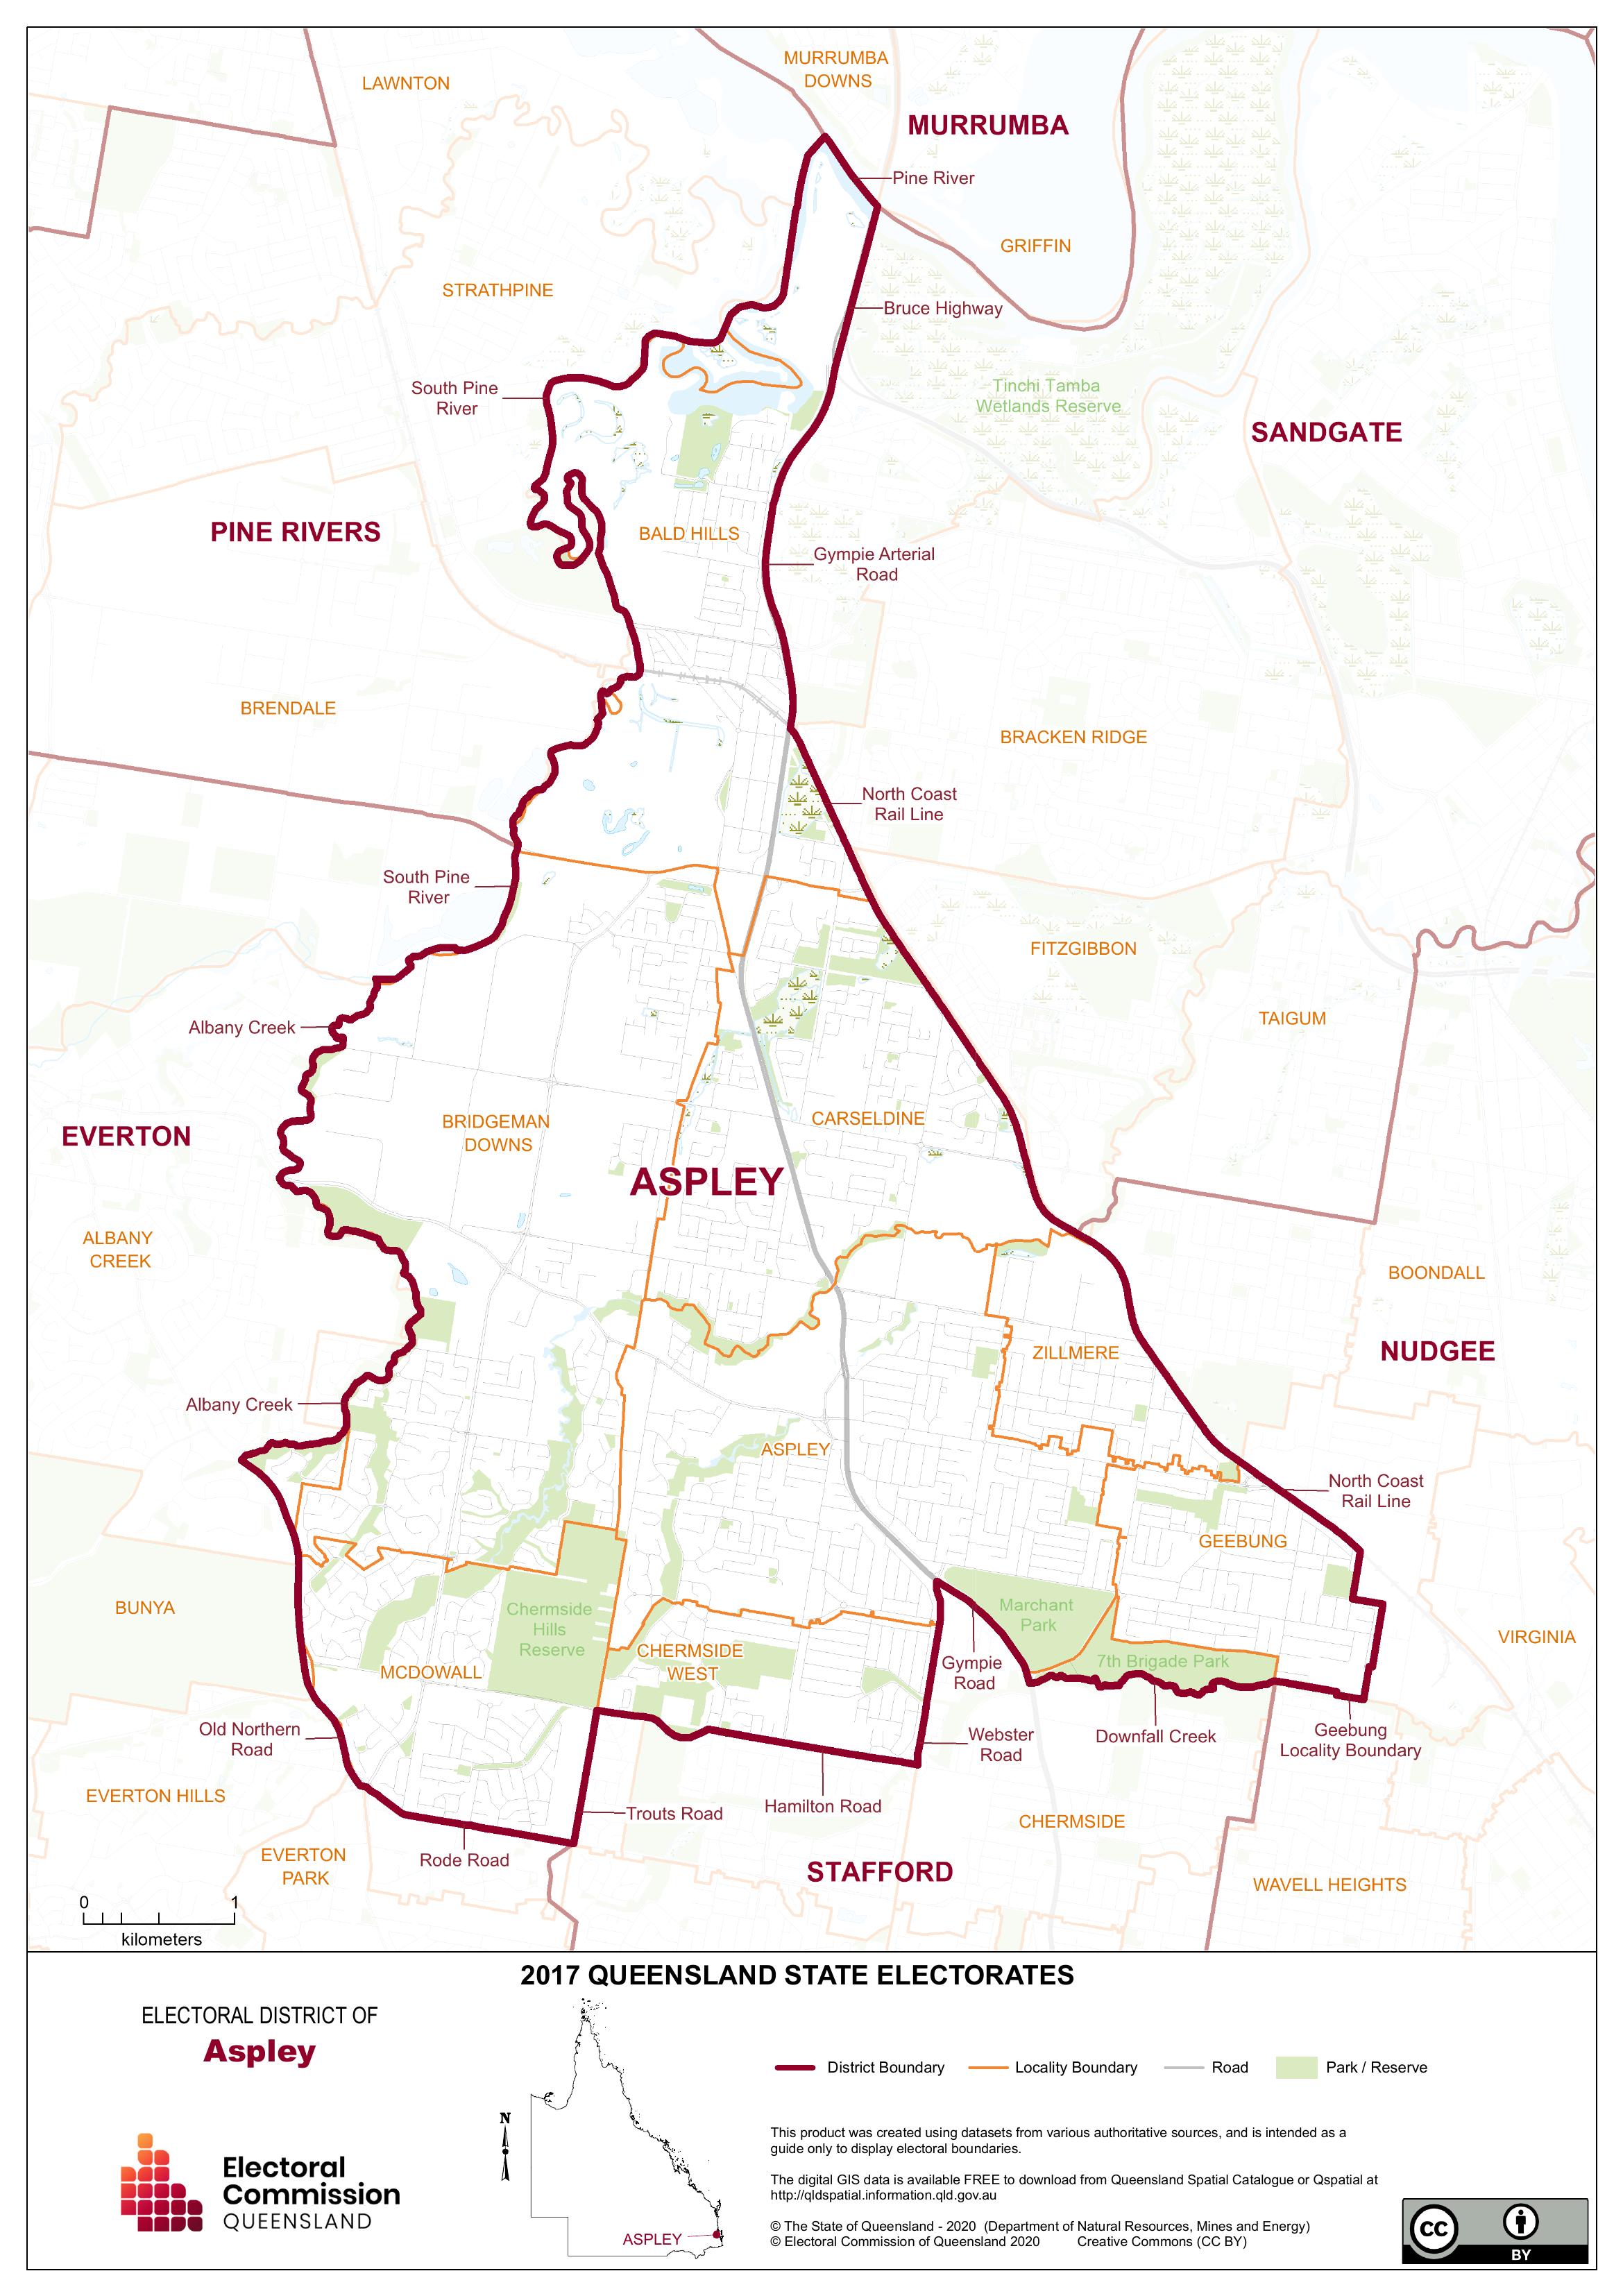 LAWNTON
MURRUMBA
DOWNS
MURRUMBA
Pine River
GRIFFIN
STRATHPINE
Bruce Highway
South Pine
River
Tinchi Tamba
Wetlands Reserve
SANDGATE
PINE RIVERS
BALD HILLS
Gympie Arterial
Road
BRENDALE
BRACKEN RIDGE
North Coast
Rail Line
South Pine
River
FITZGIBBON
TAIGUM
Albany Creek
BRIDGEMAN
DOWNS
CARSELDINE
EVERTON
ASPLEY
ALBANY
CREEK
BOONDALL
ZILLMERE
NUDGEE
Albany Creek
ASPLEY
North Coast
Rail Line
GEEBUNG
BUNYA
Chermside
Hills
Reserve
Marchant
Park
VIRGINIA
CHERMSIDE
WEST
7th Brigade Park
MCDOWALL
Gympie
Road
Old Northern
Road
Webster
Road
Downfall Creek
Geebung
Locality Boundary
EVERTON HILLS
Trouts Road
Hamilton Road
CHERMSIDE
EVERTON
PARK
Rode Road
STAFFORD
WAVELL HEIGHTS
0 1
kilometers
2017 QUEENSLAND STATE ELECTORATES
ELECTORAL DISTRICT OF
Aspley
District Boundary
Locality Boundary
Road
Park / Reserve
N
ASPLEY
Electoral
Commission
QUEENSLAND
This product was created using datasets from various authoritative sources, and is intended as a
guide only to display electoral boundaries.
The digital GIS data is available FREE to download from Queensland Spatial Catalogue or Qspatial at
http://qldspatial.information.qld.gov.au
© The State of Queensland - 2020 (Department of Natural Resources, Mines and Energy)
© Electoral Commission of Queensland 2020 Creative Commons (CC BY)
CC
BY